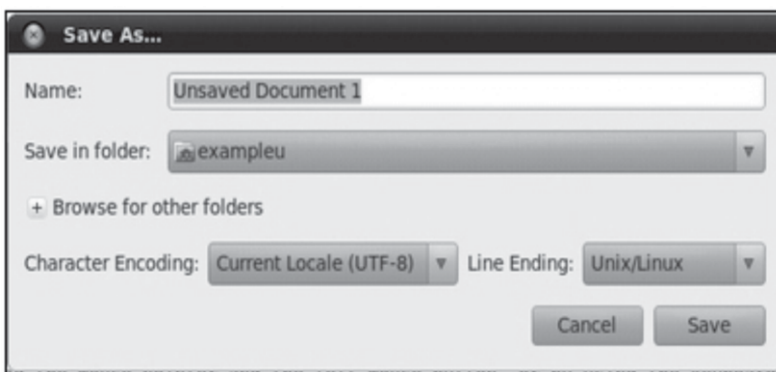 Save As...
Name: Unsaved Document 1
Save in folder: exampleu
+ Browse for other folders
Character Encoding: Current Locale (UTF-8) Line Ending: Unix/Linux
Cancel Save